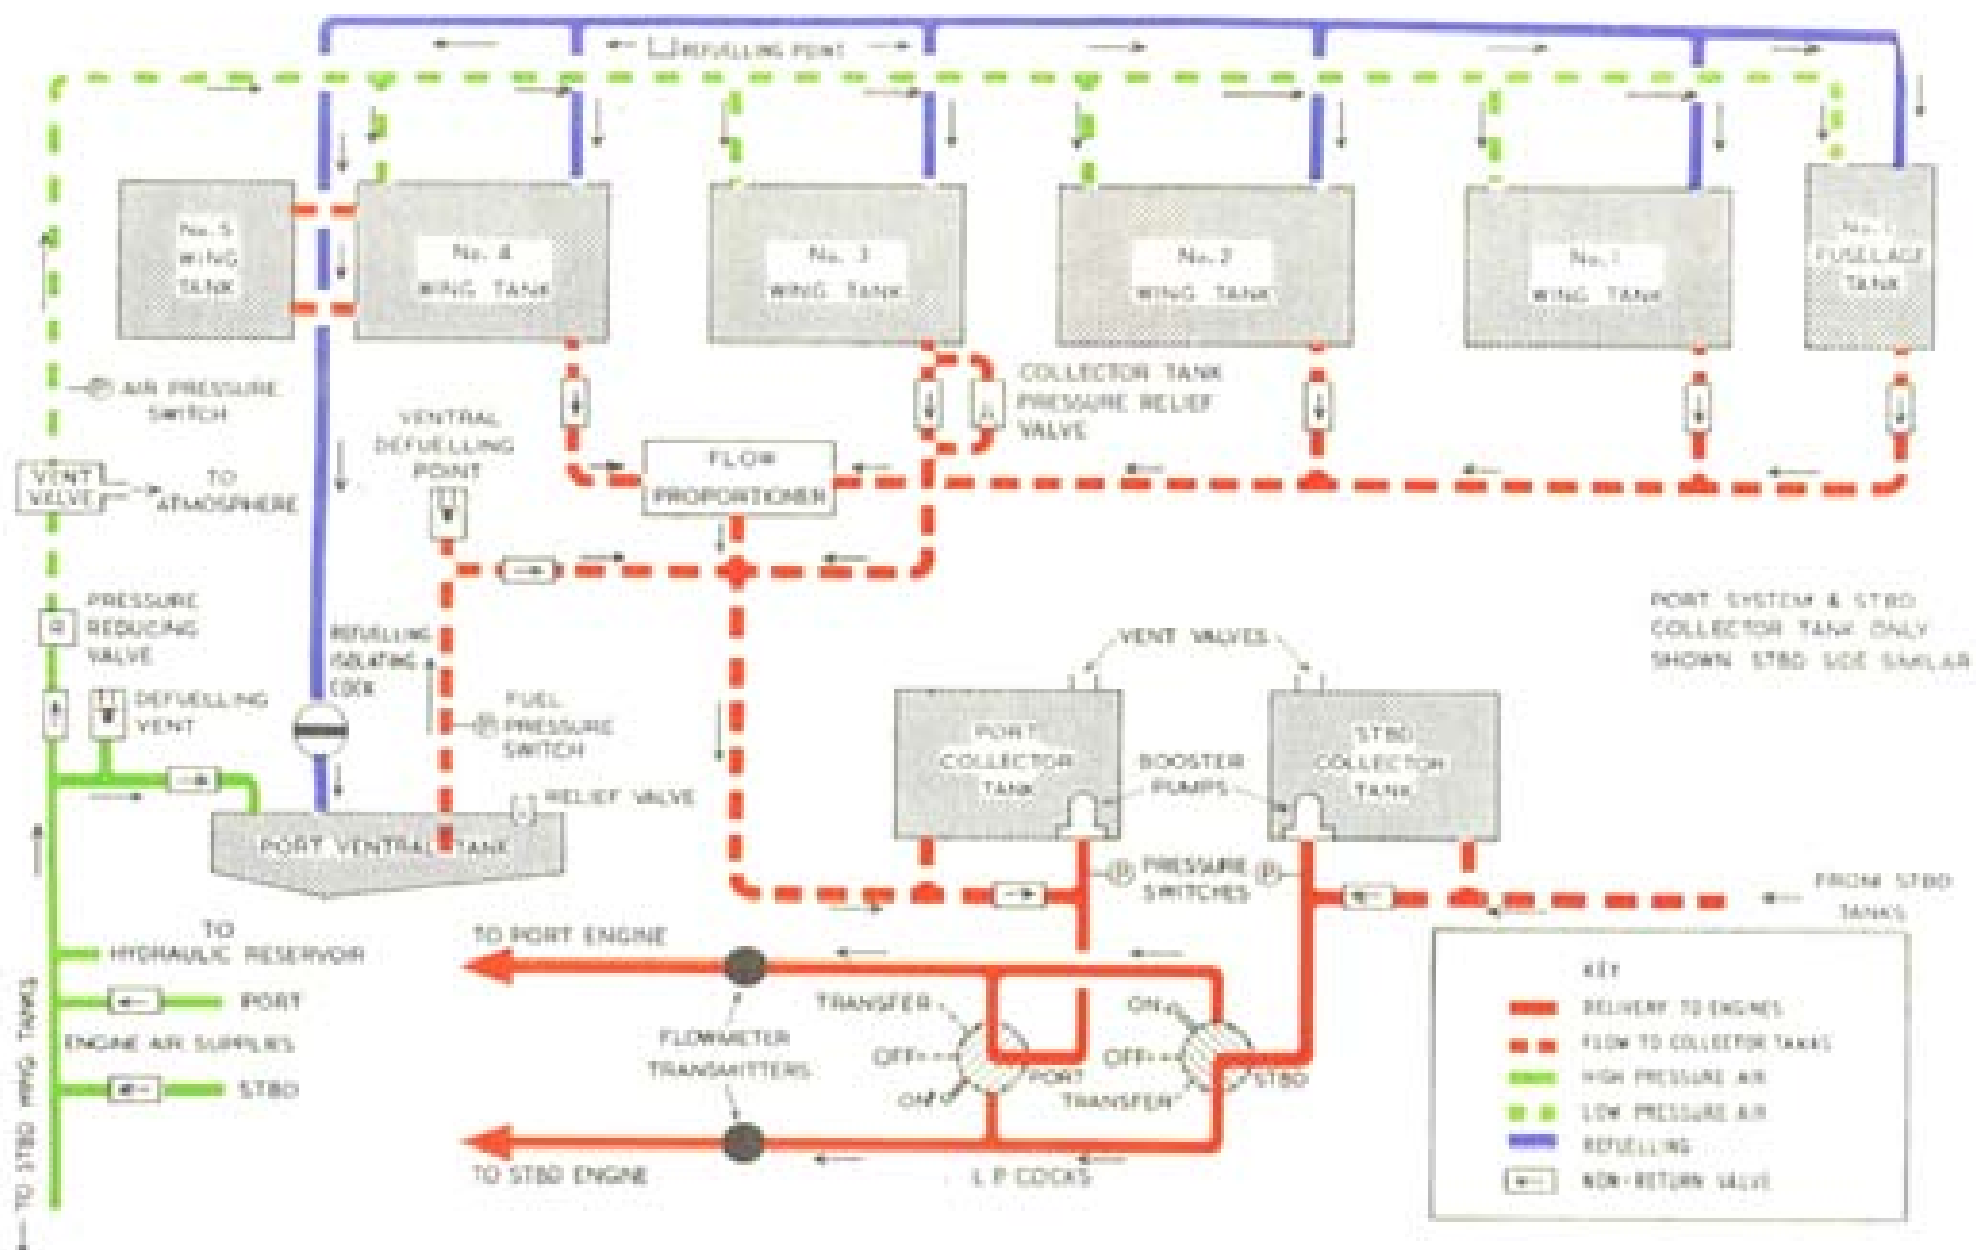 REFUELLING POINT
No. 5
WING
TANK
No. 4
WING TANK
No. 3
WING TANK
No. 2
WING TANK
No. 1
WING TANK
No. 1
FUSELAGE
TANK
AIR PRESSURE
SWITCH
VENTRAL
DEFUELLING
POINT
COLLECTOR TANK
PRESSURE RELIEF
VALVE
FLOW
PROPORTIONER
VENT
VALVE
TO
ATMOSPHERE
PRESSURE
REDUCING
VALVE
DEFUELLING
VENT
REFUELLING
ISOLATING
COCK
FUEL
PRESSURE
SWITCH
RELIEF VALVE
PORT VENTRAL TANK
PORT SYSTEM & STBD
COLLECTOR TANK ONLY
SHOWN. STBD SIDE SIMILAR
VENT VALVES
PORT
COLLECTOR
TANK
BOOSTER
PUMPS
STBD
COLLECTOR
TANK
PRESSURE
SWITCHES
FROM STBD
TANKS
TO
HYDRAULIC RESERVOIR
PORT
ENGINE AIR SUPPLIES
STBD
TO STBD WING TANKS
TO PORT ENGINE
TRANSFER
OFF
ON
PORT
ON
OFF
TRANSFER
STBD
FLOWMETER
TRANSMITTERS
TO STBD ENGINE
L P COCKS
KEY
DELIVERY TO ENGINES
FLOW TO COLLECTOR TANKS
HIGH PRESSURE AIR
LOW PRESSURE AIR
REFUELLING
NON-RETURN VALVE